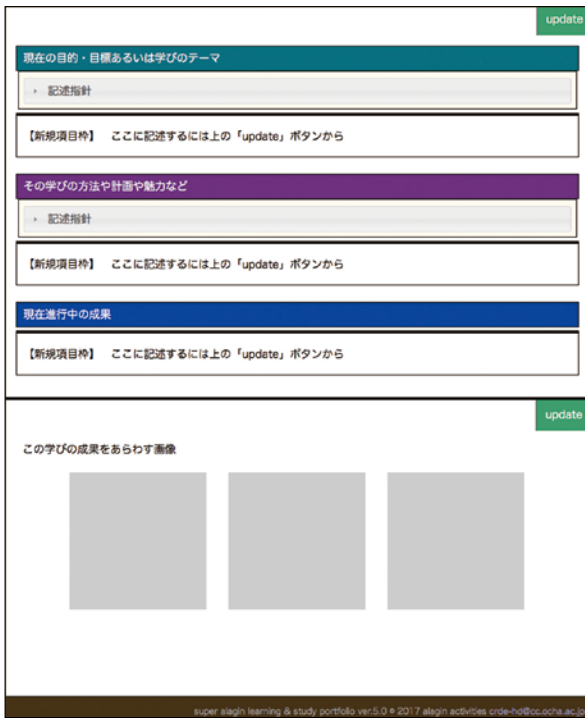 update
現在の目的・目標あるいは学びのテーマ
記述指針
【新規項目枠】 ここに記述するには上の「update」ボタンから
その学びの方法や計画や魅力など
記述指針
【新規項目枠】 ここに記述するには上の「update」ボタンから
現在進行中の成果
【新規項目枠】 ここに記述するには上の「update」ボタンから
update
この学びの成果をあらわす画像
super alagin learning & study portfolio ver.5.0 © 2017 alagin activities crde-hd@cc.ocha.ac.jp